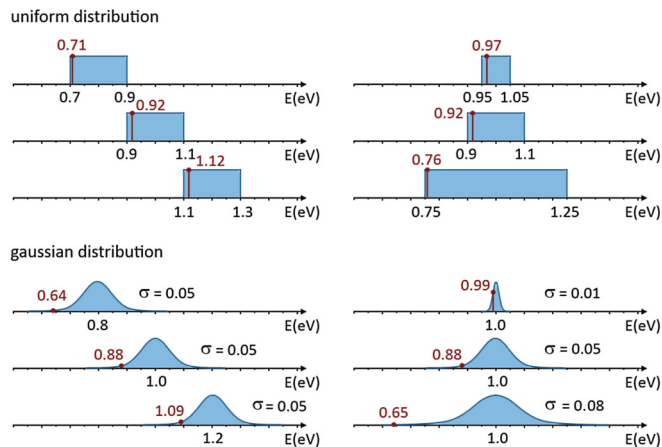 uniform distribution
0.71
0.7 0.9 E(eV)
0.97
0.95 1.05 E(eV)
0.92
0.9 1.1 E(eV)
0.92
0.9 1.1 E(eV)
1.12
1.1 1.3 E(eV)
0.76
0.75 1.25 E(eV)
gaussian distribution
0.64 σ = 0.05
0.8 E(eV)
0.99 σ = 0.01
1.0 E(eV)
0.88 σ = 0.05
1.0 E(eV)
0.88 σ = 0.05
1.0 E(eV)
1.09 σ = 0.05
1.2 E(eV)
0.65 σ = 0.08
1.0 E(eV)